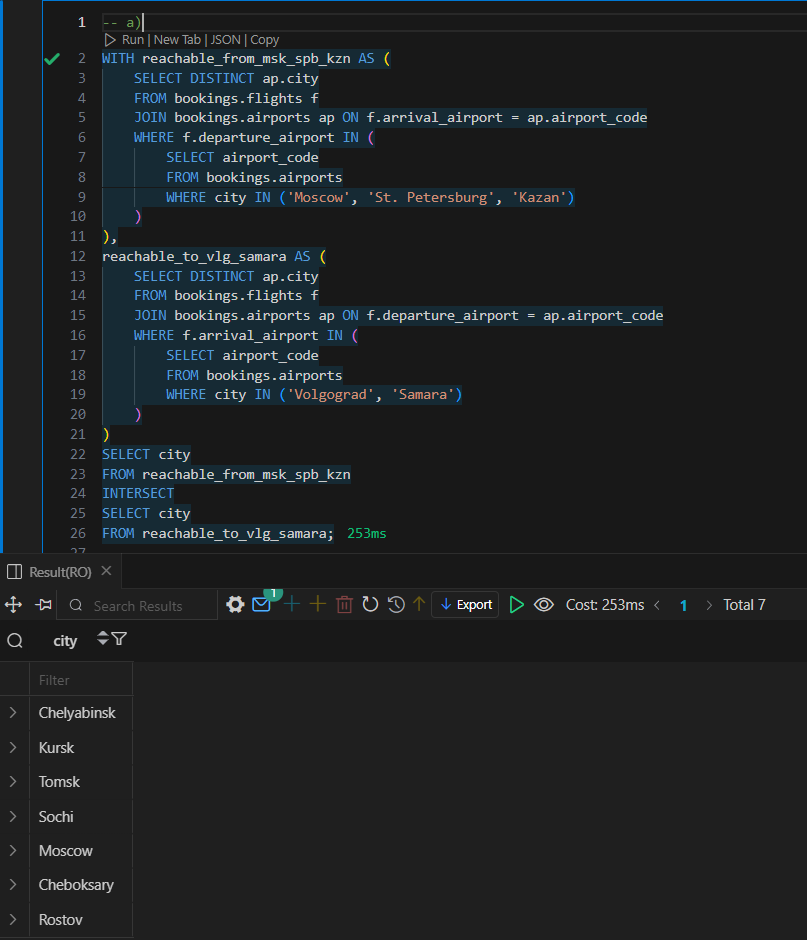 1 -- a)
Run | New Tab | JSON | Copy
2 WITH reachable_from_msk_spb_kzn AS (
3 SELECT DISTINCT ap.city
4 FROM bookings.flights f
5 JOIN bookings.airports ap ON f.arrival_airport = ap.airport_code
6 WHERE f.departure_airport IN (
7 SELECT airport_code
8 FROM bookings.airports
9 WHERE city IN ('Moscow', 'St. Petersburg', 'Kazan')
10 )
11 ),
12 reachable_to_vlg_samara AS (
13 SELECT DISTINCT ap.city
14 FROM bookings.flights f
15 JOIN bookings.airports ap ON f.departure_airport = ap.airport_code
16 WHERE f.arrival_airport IN (
17 SELECT airport_code
18 FROM bookings.airports
19 WHERE city IN ('Volgograd', 'Samara')
20 )
21 )
22 SELECT city
23 FROM reachable_from_msk_spb_kzn
24 INTERSECT
25 SELECT city
26 FROM reachable_to_vlg_samara; 253ms
27
Result(RO)
Search Results 1 Export Cost: 253ms < 1 > Total 7
city
Filter
Chelyabinsk
Kursk
Tomsk
Sochi
Moscow
Cheboksary
Rostov